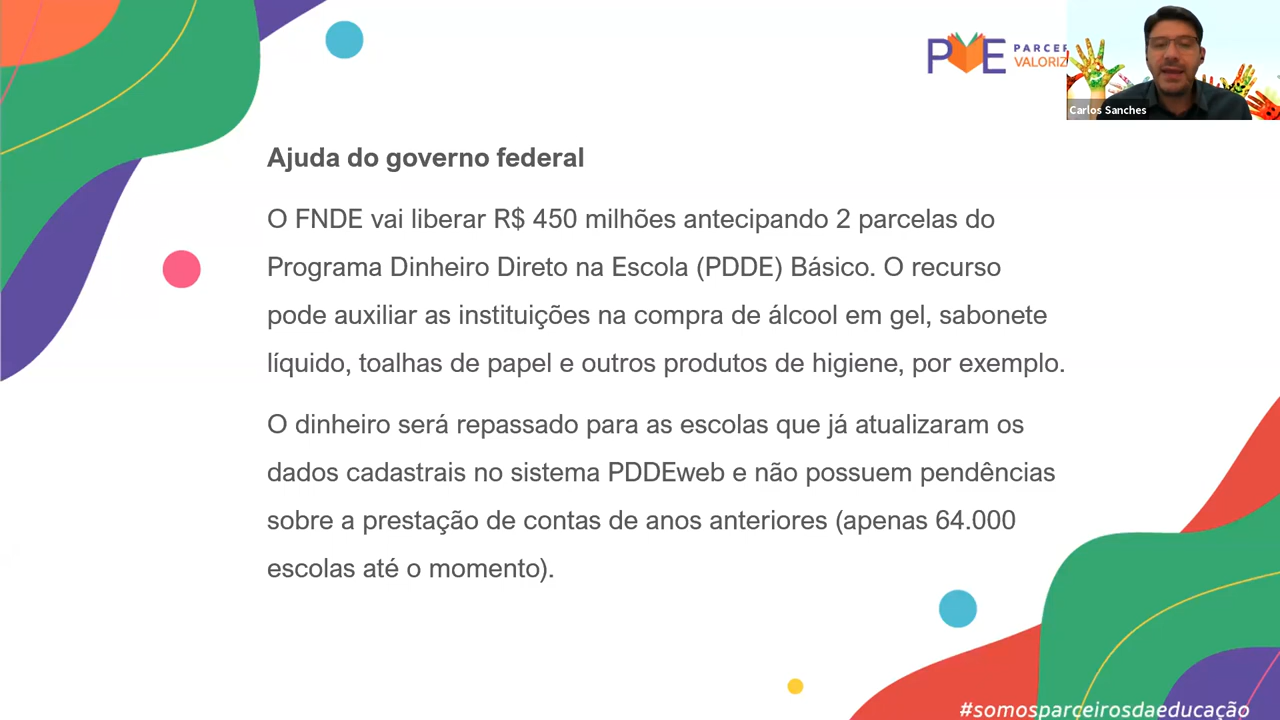 PVE PARCE
VALORIZ
Carlos Sanches
Ajuda do governo federal
O FNDE vai liberar R$ 450 milhões antecipando 2 parcelas do
Programa Dinheiro Direto na Escola (PDDE) Básico. O recurso
pode auxiliar as instituições na compra de álcool em gel, sabonete
líquido, toalhas de papel e outros produtos de higiene, por exemplo.
O dinheiro será repassado para as escolas que já atualizaram os
dados cadastrais no sistema PDDEweb e não possuem pendências
sobre a prestação de contas de anos anteriores (apenas 64.000
escolas até o momento).
#somosparceirosdaeducação